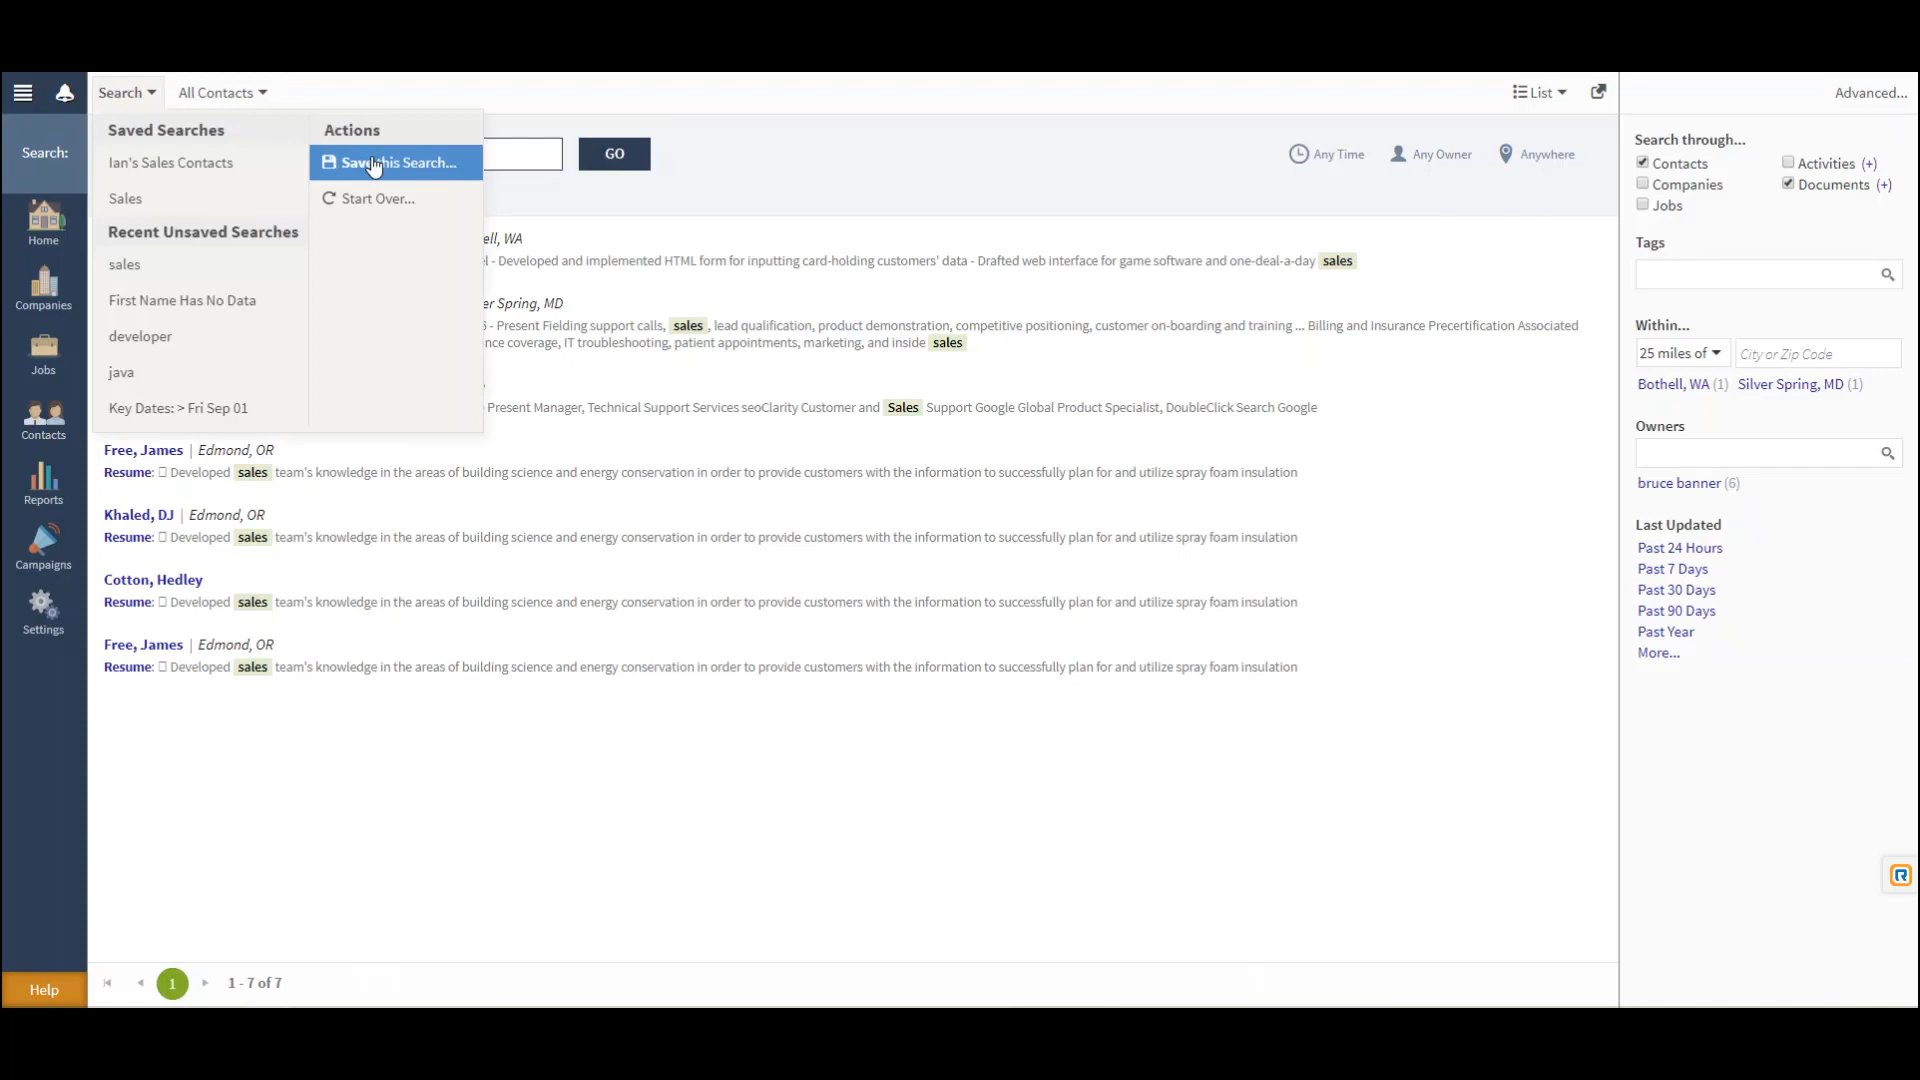 Search
All Contacts
List
Advanced...
Search:
Home
Companies
Jobs
Contacts
Reports
Campaigns
Settings
Help
Saved Searches
Ian's Sales Contacts
Sales
Recent Unsaved Searches
sales
First Name Has No Data
developer
java
Key Dates: > Fri Sep 01
Actions
Save this Search...
Start Over...
GO
Any Time
Any Owner
Anywhere
ell, WA
- Developed and implemented HTML form for inputting card-holding customers' data - Drafted web interface for game software and one-deal-a-day sales
er Spring, MD
- Present Fielding support calls, sales , lead qualification, product demonstration, competitive positioning, customer on-boarding and training ... Billing and Insurance Precertification Associated
nce coverage, IT troubleshooting, patient appointments, marketing, and inside sales
Present Manager, Technical Support Services seoClarity Customer and Sales Support Google Global Product Specialist, DoubleClick Search Google
Free, James | Edmond, OR
Resume: Developed sales team's knowledge in the areas of building science and energy conservation in order to provide customers with the information to successfully plan for and utilize spray foam insulation
Khaled, DJ | Edmond, OR
Resume: Developed sales team's knowledge in the areas of building science and energy conservation in order to provide customers with the information to successfully plan for and utilize spray foam insulation
Cotton, Hedley
Resume: Developed sales team's knowledge in the areas of building science and energy conservation in order to provide customers with the information to successfully plan for and utilize spray foam insulation
Free, James | Edmond, OR
Resume: Developed sales team's knowledge in the areas of building science and energy conservation in order to provide customers with the information to successfully plan for and utilize spray foam insulation
1
1 - 7 of 7
Search through...
Contacts
Activities (+)
Companies
Documents (+)
Jobs
Tags
Within...
25 miles of
City or Zip Code
Bothell, WA (1) Silver Spring, MD (1)
Owners
bruce banner (6)
Last Updated
Past 24 Hours
Past 7 Days
Past 30 Days
Past 90 Days
Past Year
More...